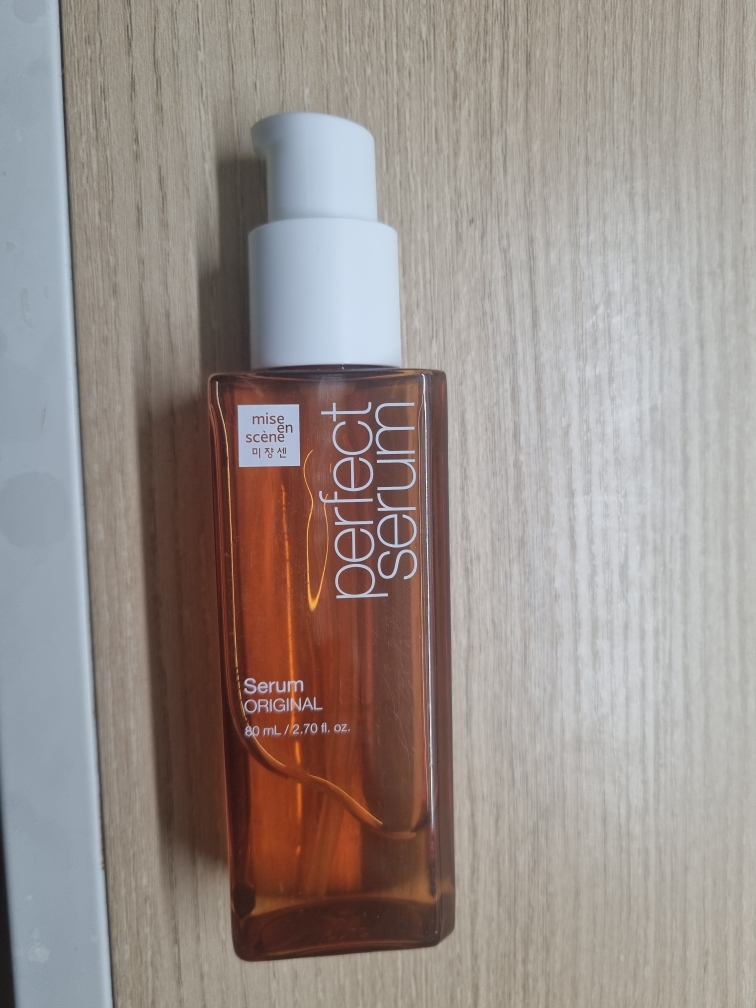 mise
en
scène
미쟝센
perfect
serum
Serum
ORIGINAL
80 mL / 2.70 fl. oz.